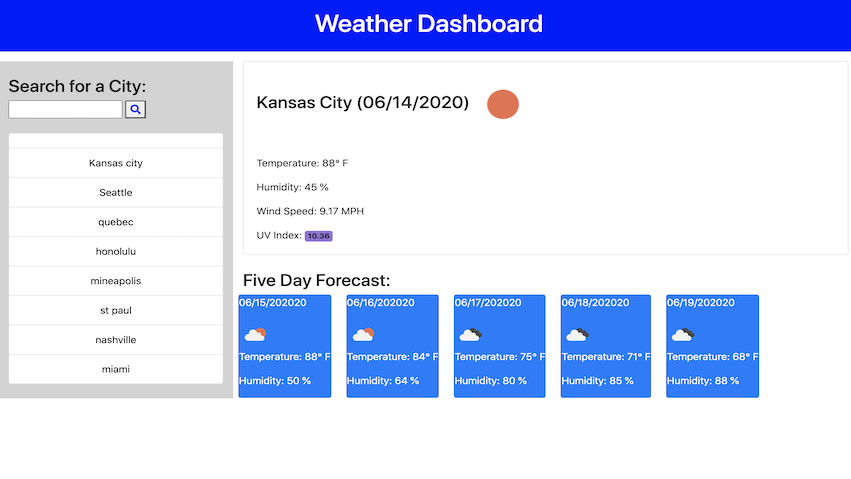 Weather Dashboard
Search for a City:
Kansas city
Seattle
quebec
honolulu
mineapolis
st paul
nashville
miami
Kansas City (06/14/2020)
Temperature: 88° F
Humidity: 45 %
Wind Speed: 9.17 MPH
UV Index: 10.36
Five Day Forecast:
06/15/202020
Temperature: 88° F
Humidity: 50 %
06/16/202020
Temperature: 84° F
Humidity: 64 %
06/17/202020
Temperature: 75° F
Humidity: 80 %
06/18/202020
Temperature: 71° F
Humidity: 85 %
06/19/202020
Temperature: 68° F
Humidity: 88 %